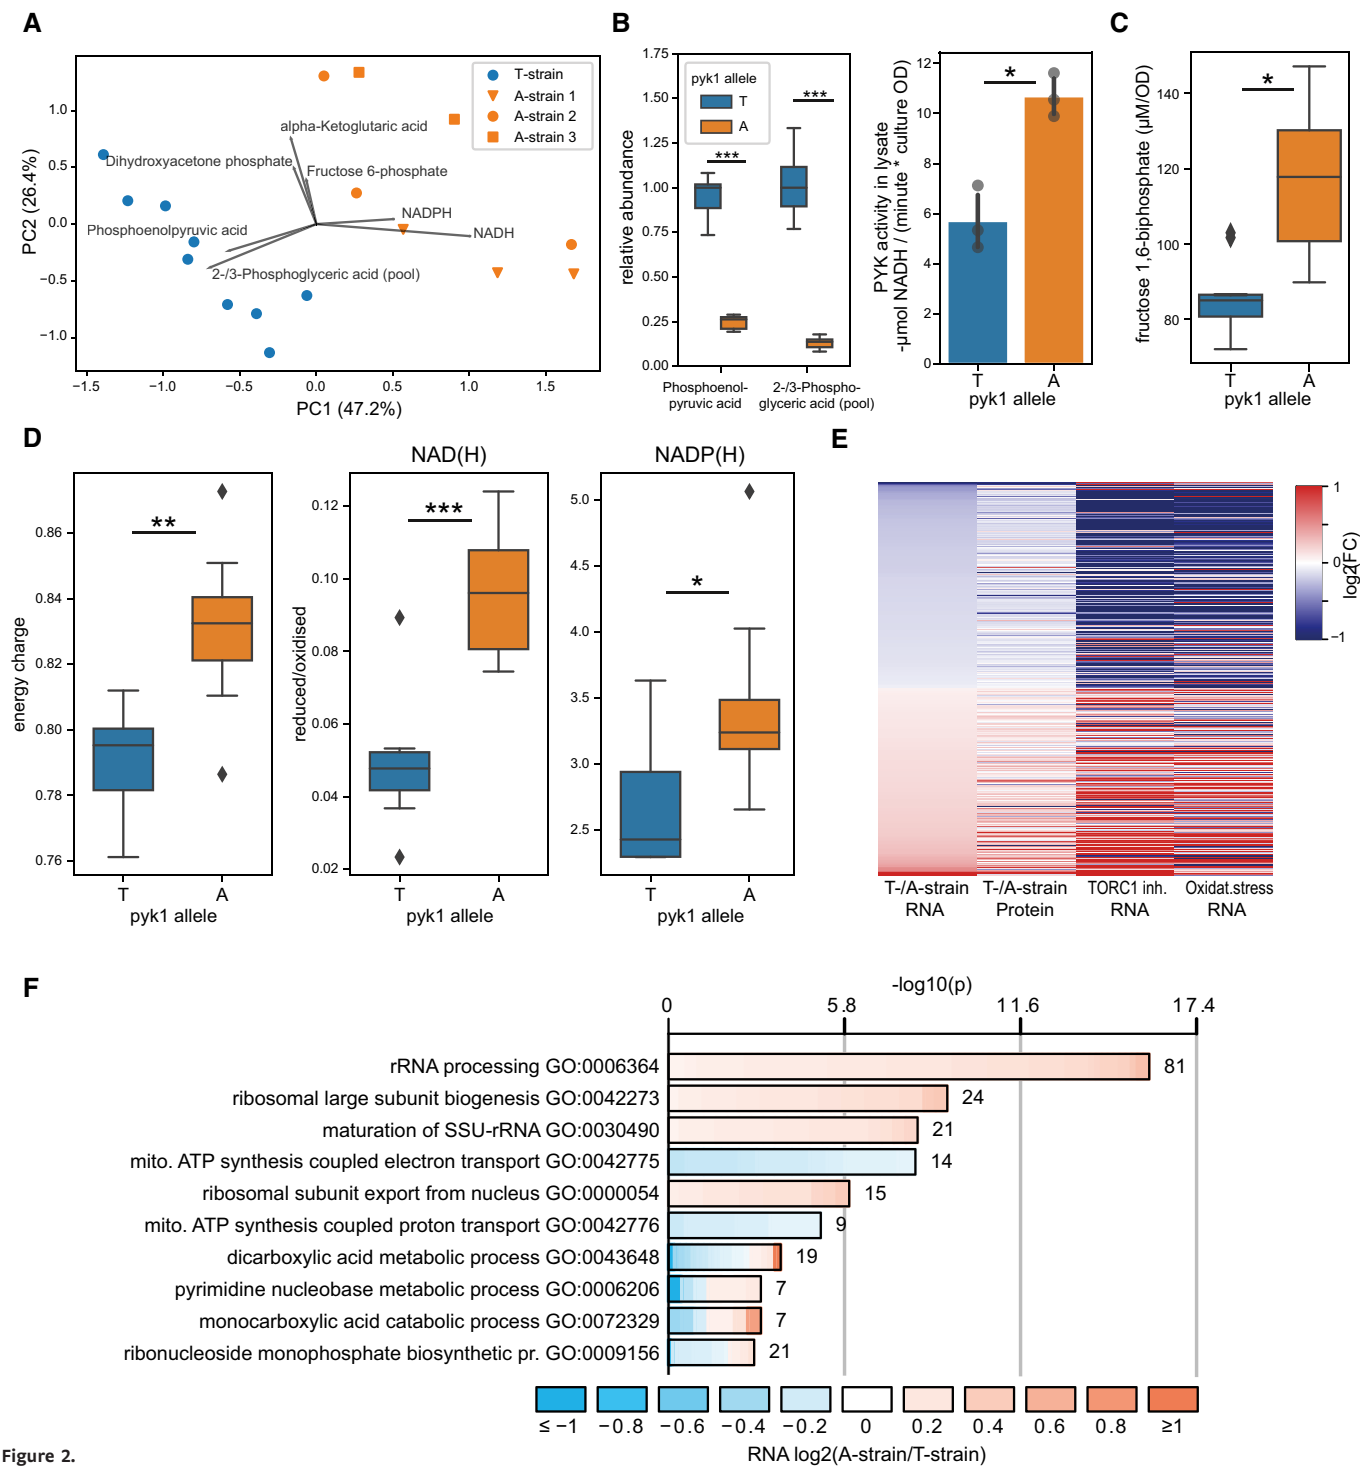 A
T-strain
A-strain 1
A-strain 2
A-strain 3
alpha-Ketoglutaric acid
Dihydroxyacetone phosphate
Fructose 6-phosphate
NADPH
NADH
Phosphoenolpyruvic acid
2-/3-Phosphoglyceric acid (pool)
PC2 (26.4%)
1.0
0.5
0.0
−0.5
−1.0
−1.5
−1.0
−0.5
0.0
0.5
1.0
1.5
PC1 (47.2%)
B
relative abundance
1.75
1.50
1.25
1.00
0.75
0.50
0.25
0.00
pyk1 allele
T
A
***
***
Phosphoenol-
pyruvic acid
2-/3-Phospho-
glyceric acid (pool)
PYK activity in lysate
-μmol NADH / (minute * culture OD)
12
10
8
6
4
2
0
*
T
A
pyk1 allele
C
fructose 1,6-biphosphate (μM/OD)
140
120
100
80
*
T
A
pyk1 allele
D
energy charge
0.86
0.84
0.82
0.80
0.78
0.76
**
T
A
pyk1 allele
NAD(H)
reduced/oxidised
0.12
0.10
0.08
0.06
0.04
0.02
***
T
A
pyk1 allele
NADP(H)
5.0
4.5
4.0
3.5
3.0
2.5
*
T
A
pyk1 allele
E
T-/A-strain
RNA
T-/A-strain
Protein
TORC1 inh.
RNA
Oxidat.stress
RNA
1
0
−1
log2(FC)
F
-log10(p)
0
5.8
11.6
17.4
rRNA processing GO:0006364
81
ribosomal large subunit biogenesis GO:0042273
24
maturation of SSU-rRNA GO:0030490
21
mito. ATP synthesis coupled electron transport GO:0042775
14
ribosomal subunit export from nucleus GO:0000054
15
mito. ATP synthesis coupled proton transport GO:0042776
9
dicarboxylic acid metabolic process GO:0043648
19
pyrimidine nucleobase metabolic process GO:0006206
7
monocarboxylic acid catabolic process GO:0072329
7
ribonucleoside monophosphate biosynthetic pr. GO:0009156
21
≤ −1
−0.8
−0.6
−0.4
−0.2
0
0.2
0.4
0.6
0.8
≥1
RNA log2(A-strain/T-strain)
Figure 2.